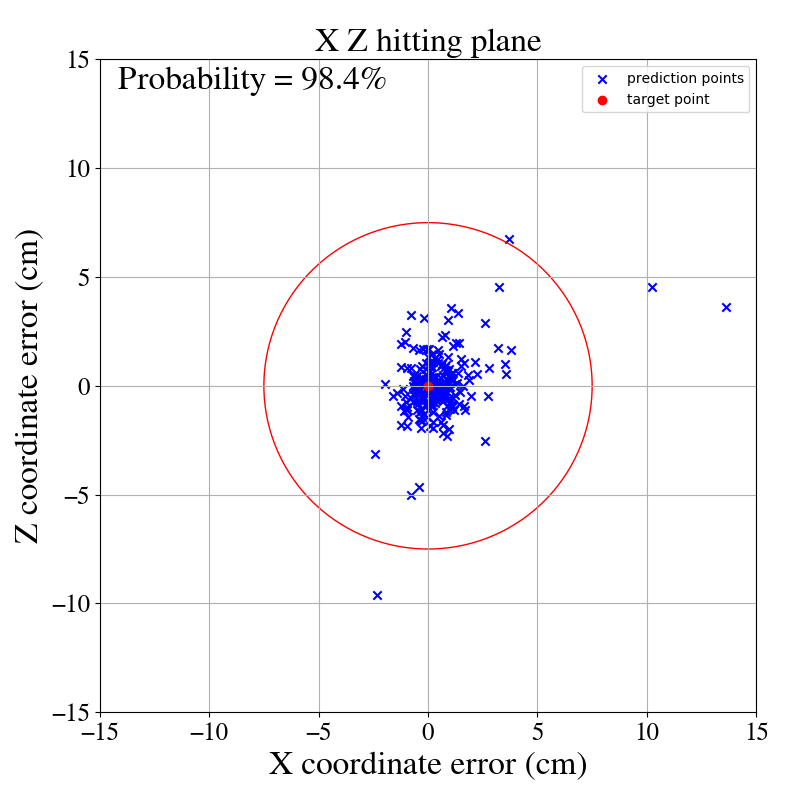 X Z hitting plane
Probability = 98.4%
prediction points
target point
15
10
5
0
−5
−10
−15
Z coordinate error (cm)
−15
−10
−5
0
5
10
15
X coordinate error (cm)